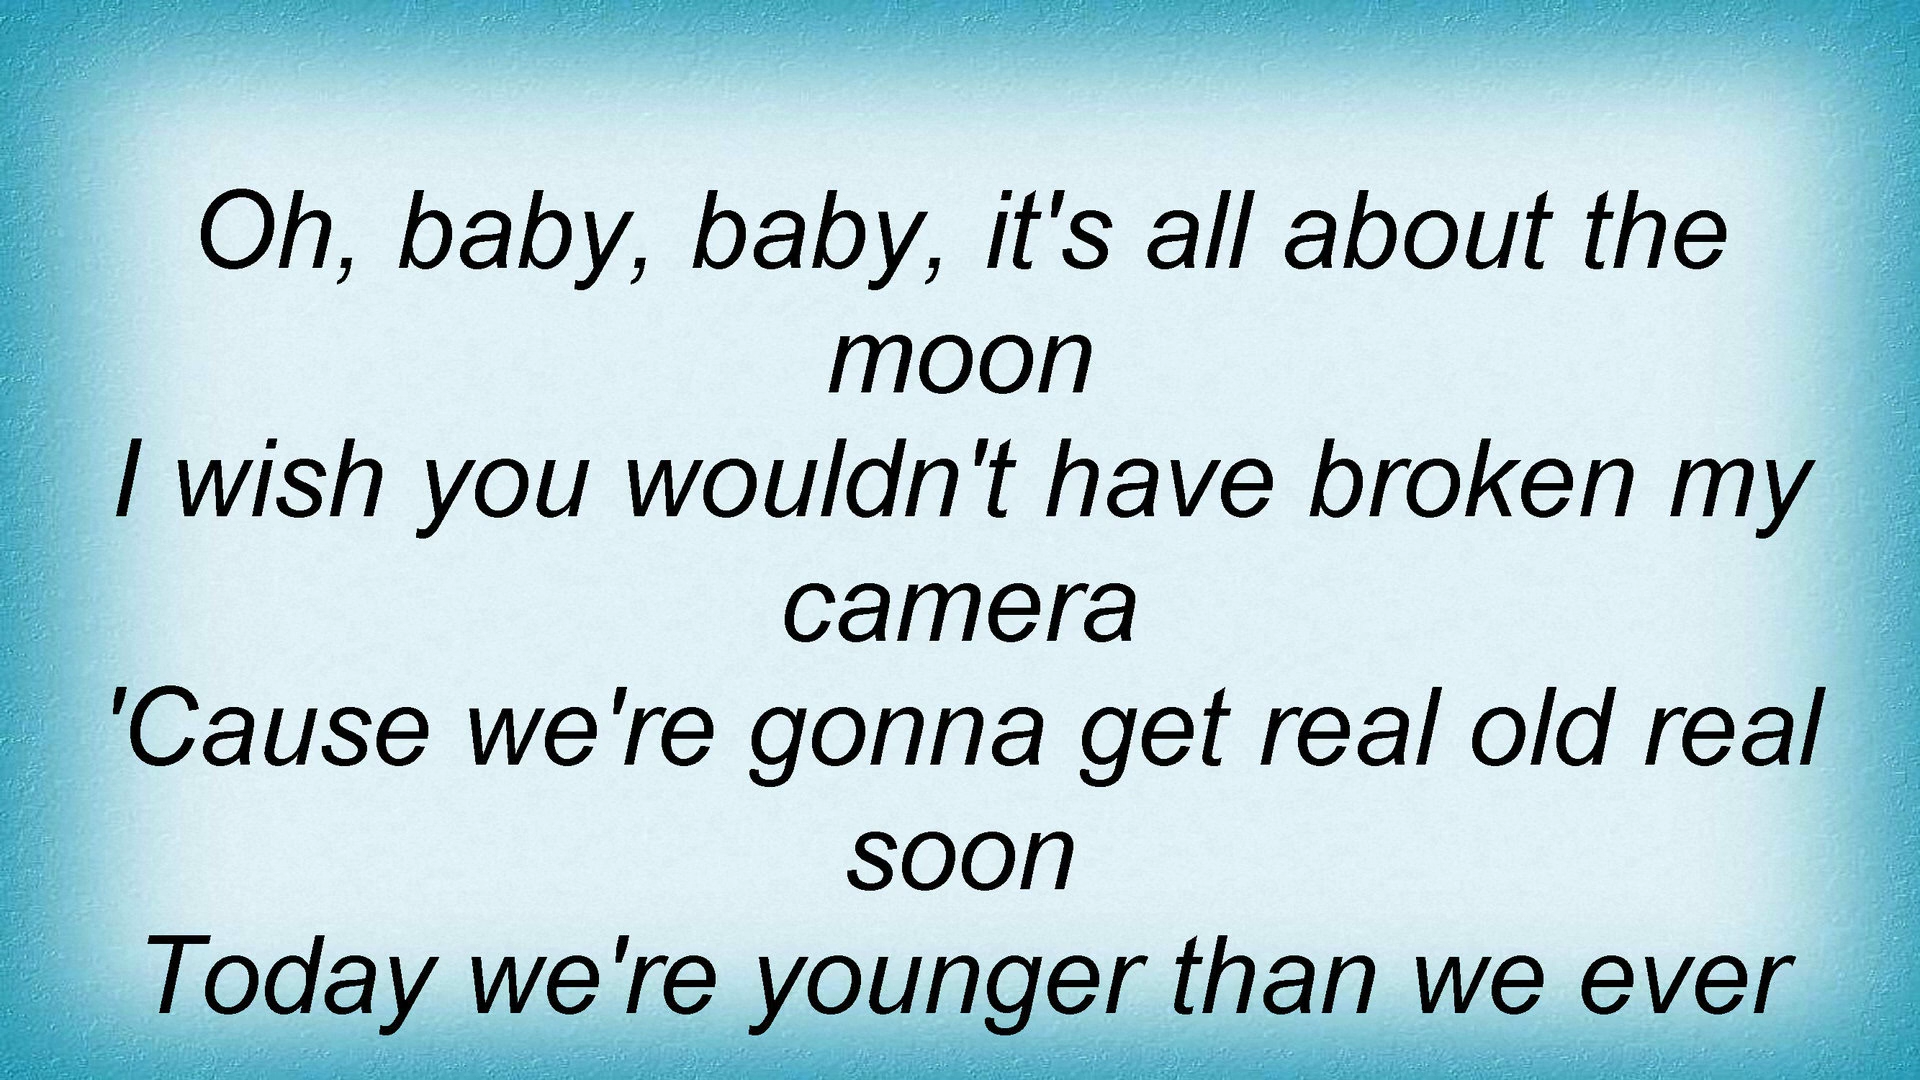 Oh, baby, baby, it's all about the
moon
I wish you wouldn't have broken my
camera
'Cause we're gonna get real old real
soon
Today we're younger than we ever